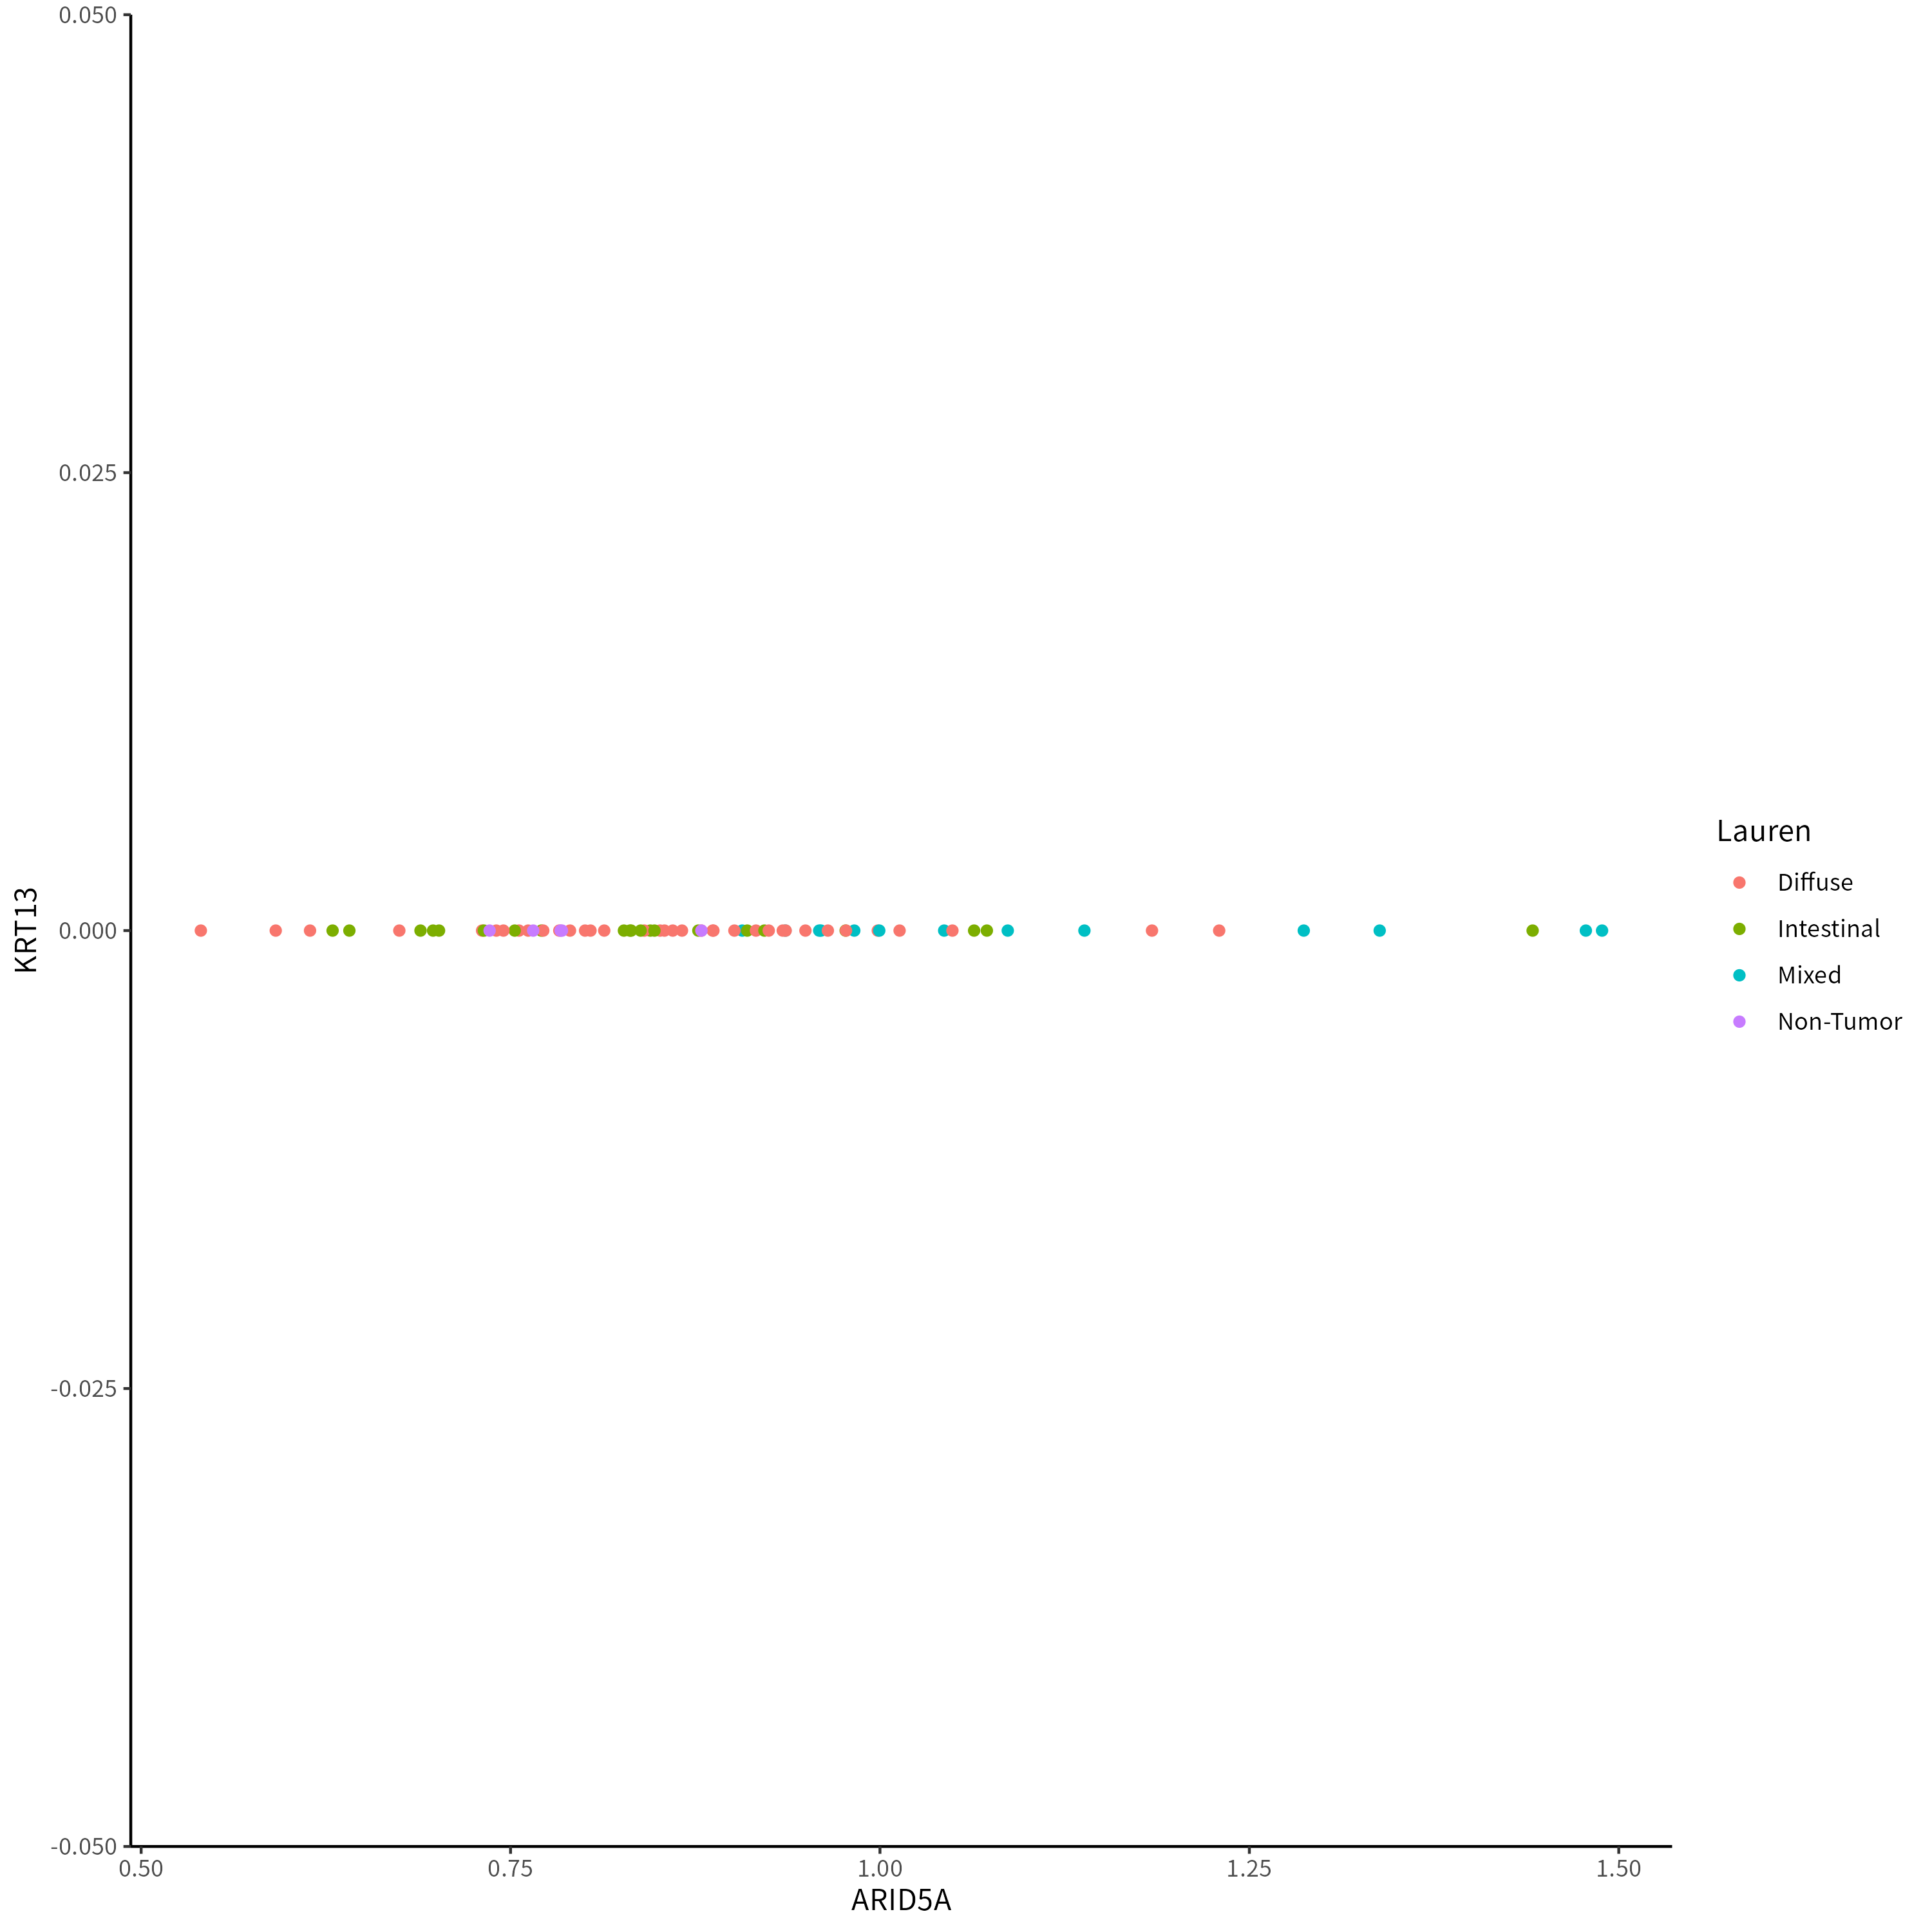 0.050
0.025
0.000
-0.025
-0.050
KRT13
0.50 0.75 1.00 1.25 1.50
ARID5A
Lauren
Diffuse
Intestinal
Mixed
Non-Tumor